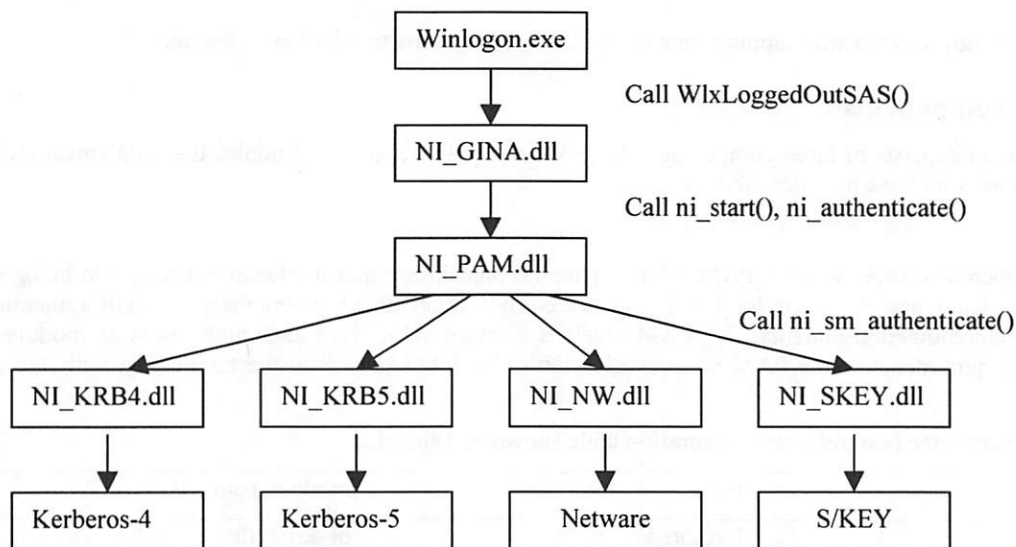 Winlogon.exe
Call WlxLoggedOutSAS()
NI_GINA.dll
Call ni_start(), ni_authenticate()
NI_PAM.dll
Call ni_sm_authenticate()
NI_KRB4.dll NI_KRB5.dll NI_NW.dll NI_SKEY.dll
Kerberos-4 Kerberos-5 Netware S/KEY